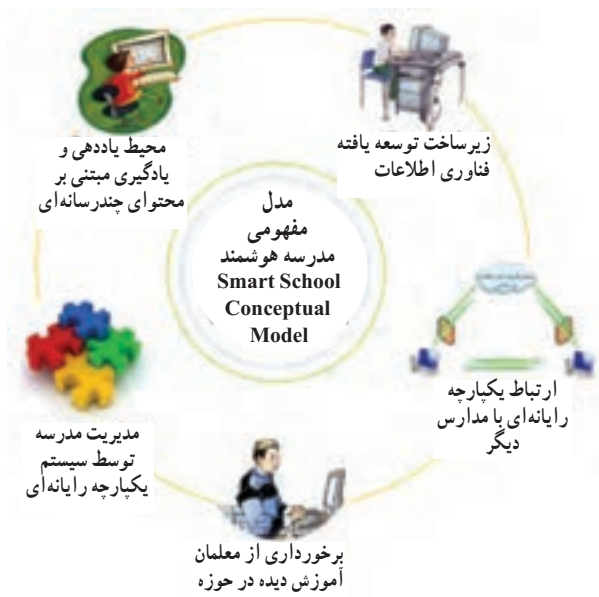 مدل
مفهومی
مدرسه هوشمند
Smart School
Conceptual
Model
زیرساخت توسعه یافته
فناوری اطلاعات
ارتباط یکپارچه
رایانه‌ای با مدارس
دیگر
برخورداری از معلمان
آموزش دیده در حوزه
مدیریت مدرسه
توسط سیستم
یکپارچه رایانه‌ای
محیط یاددهی و
یادگیری مبتنی بر
محتوای چندرسانه‌ای